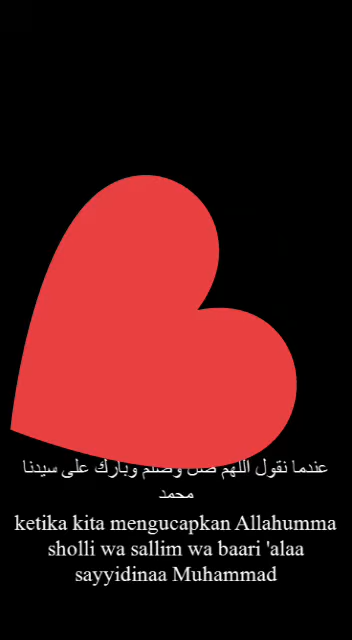 عندما نقول اللهم صل وسلم وبارك على سيدنا
محمد
ketika kita mengucapkan Allahumma
sholli wa sallim wa baari 'alaa
sayyidinaa Muhammad